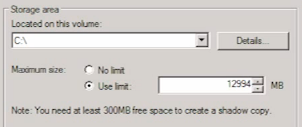 Storage area
Located on this volume:
C:\ Details...
Maximum size: No limit
Use limit: 12994 MB
Note: You need at least 300MB free space to create a shadow copy.